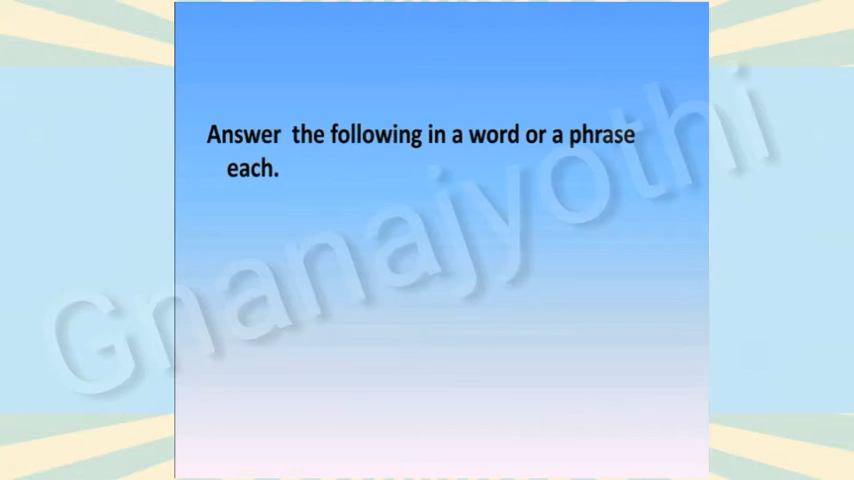 Answer the following in a word or a phrase
each.
Gnanajyothi